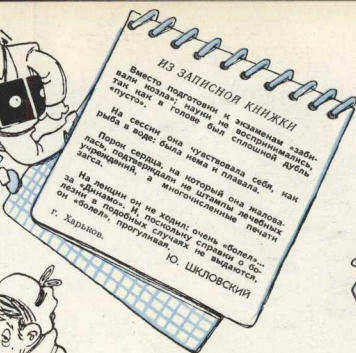 ИЗ ЗАПИСНОЙ КНИЖКИ
Вместо подготовки к экзаменам «заби-
вали козла»; науки не воспринимались,
так как в голове был сплошной дубль
«пусто».
На сессии она чувствовала себя, как
рыба в воде: была нема и плавала.
Порок сердца, на который она жалова-
лась, подтверждали не штампы лечебных
учреждений, а многочисленные печати
загса.
На лекции он не ходил: очень «болел»...
за «Динамо». И, поскольку справки о бо-
лезни в подобных случаях не выдаются,
он «болел», прогуливая.
Ю. ШКЛОВСКИЙ
г. Харьков.